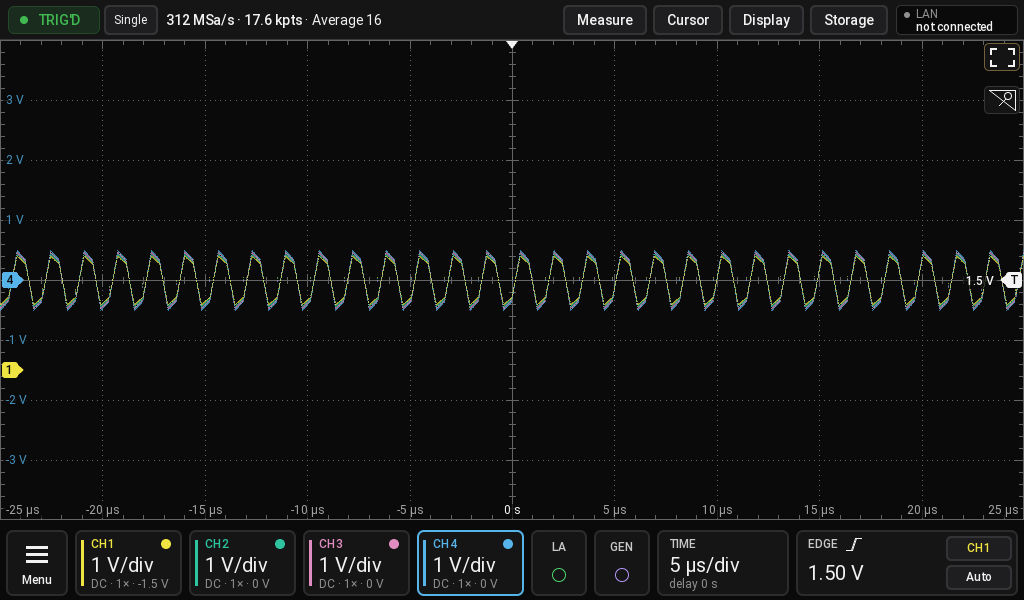 TRIG'D Single 312 MSa/s · 17.6 kpts · Average 16 Measure Cursor Display Storage LAN
not connected
3 V
2 V
1 V
4 1.5 V T
-1 V
1
-2 V
-3 V
-25 µs -20 µs -15 µs -10 µs -5 µs 0 s 5 µs 10 µs 15 µs 20 µs 25 µs
Menu
CH1
1 V/div
DC · 1× · -1.5 V
CH2
1 V/div
DC · 1× · 0 V
CH3
1 V/div
DC · 1× · 0 V
CH4
1 V/div
DC · 1× · 0 V
LA
GEN
TIME
5 µs/div
delay 0 s
EDGE
1.50 V
CH1
Auto